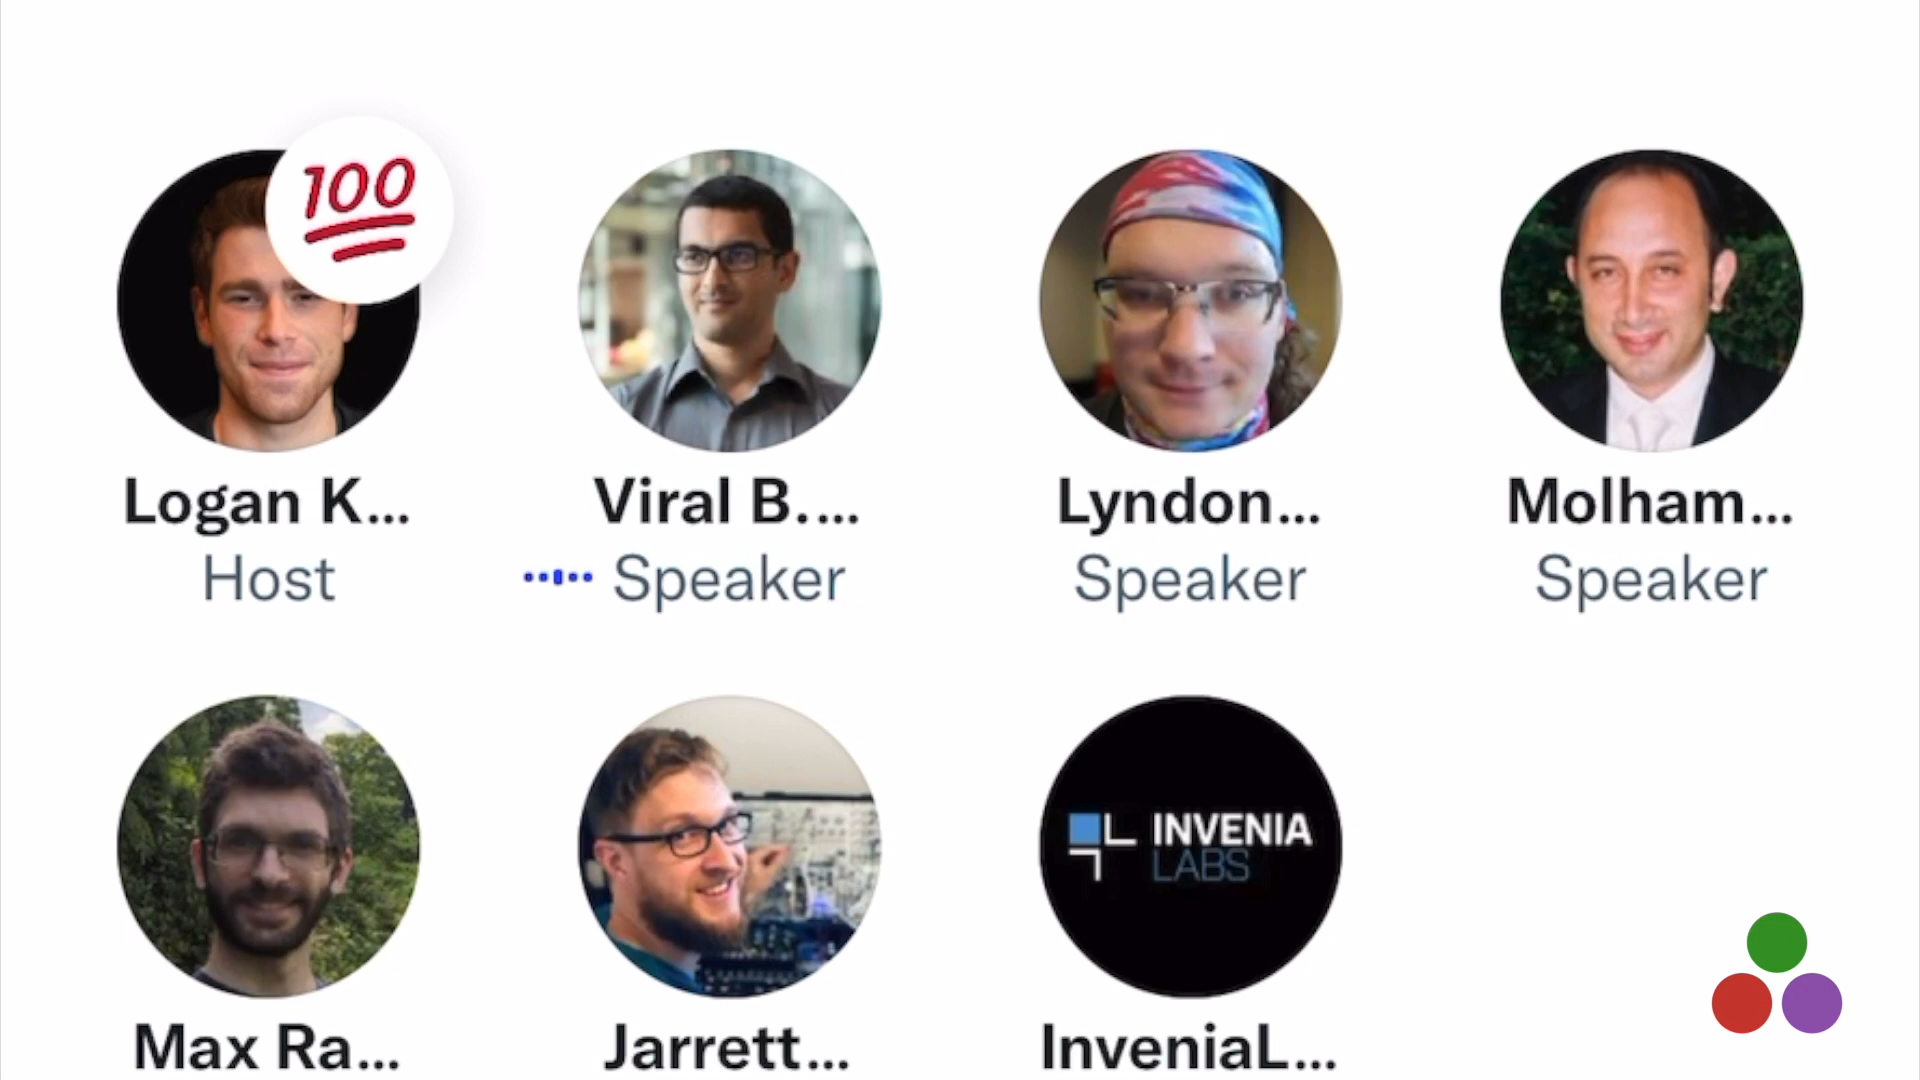 100
Logan K...
Viral B....
Lyndon...
Molham...
Host
Speaker
Speaker
Speaker
INVENIA
LABS
Max Ra...
Jarrett...
InveniaL...